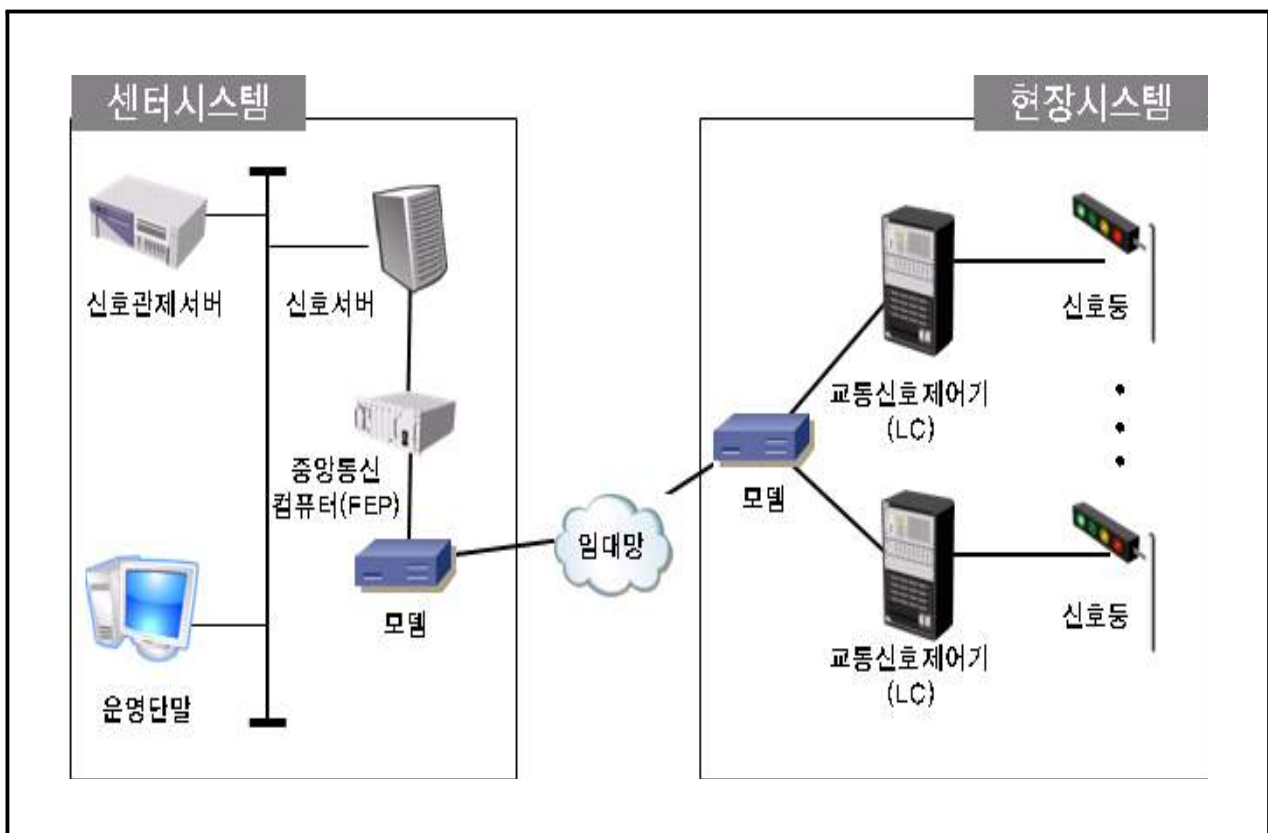 센터시스템
현장시스템
신호관제서버
신호서버
신호등
교통신호제어기
(LC)
중앙통신
컴퓨터(FEP)
모뎀
임대망
모뎀
신호등
교통신호제어기
(LC)
운영단말